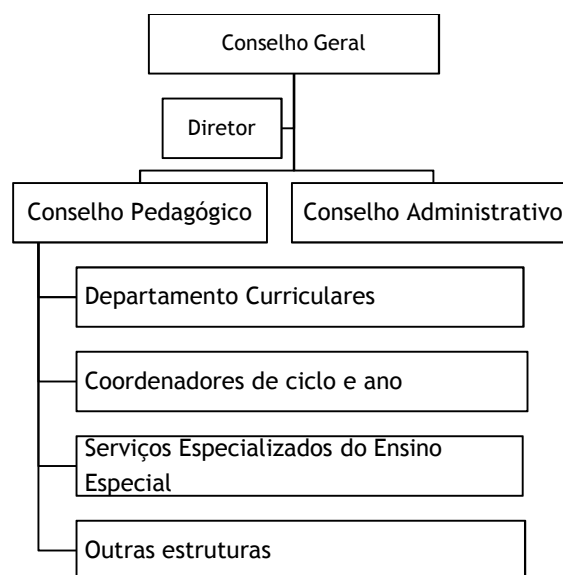 Conselho Geral
Diretor
Conselho Pedagógico
Conselho Administrativo
Departamento Curriculares
Coordenadores de ciclo e ano
Serviços Especializados do Ensino
Especial
Outras estruturas